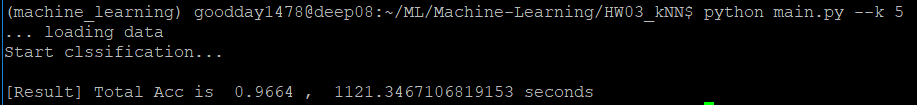 (machine_learning) goodday1478@deep08:~/ML/Machine-Learning/HW03_kNN$ python main.py --k 5
... loading data
Start clssification...
[Result] Total Acc is  0.9664 ,  1121.3467106819153 seconds